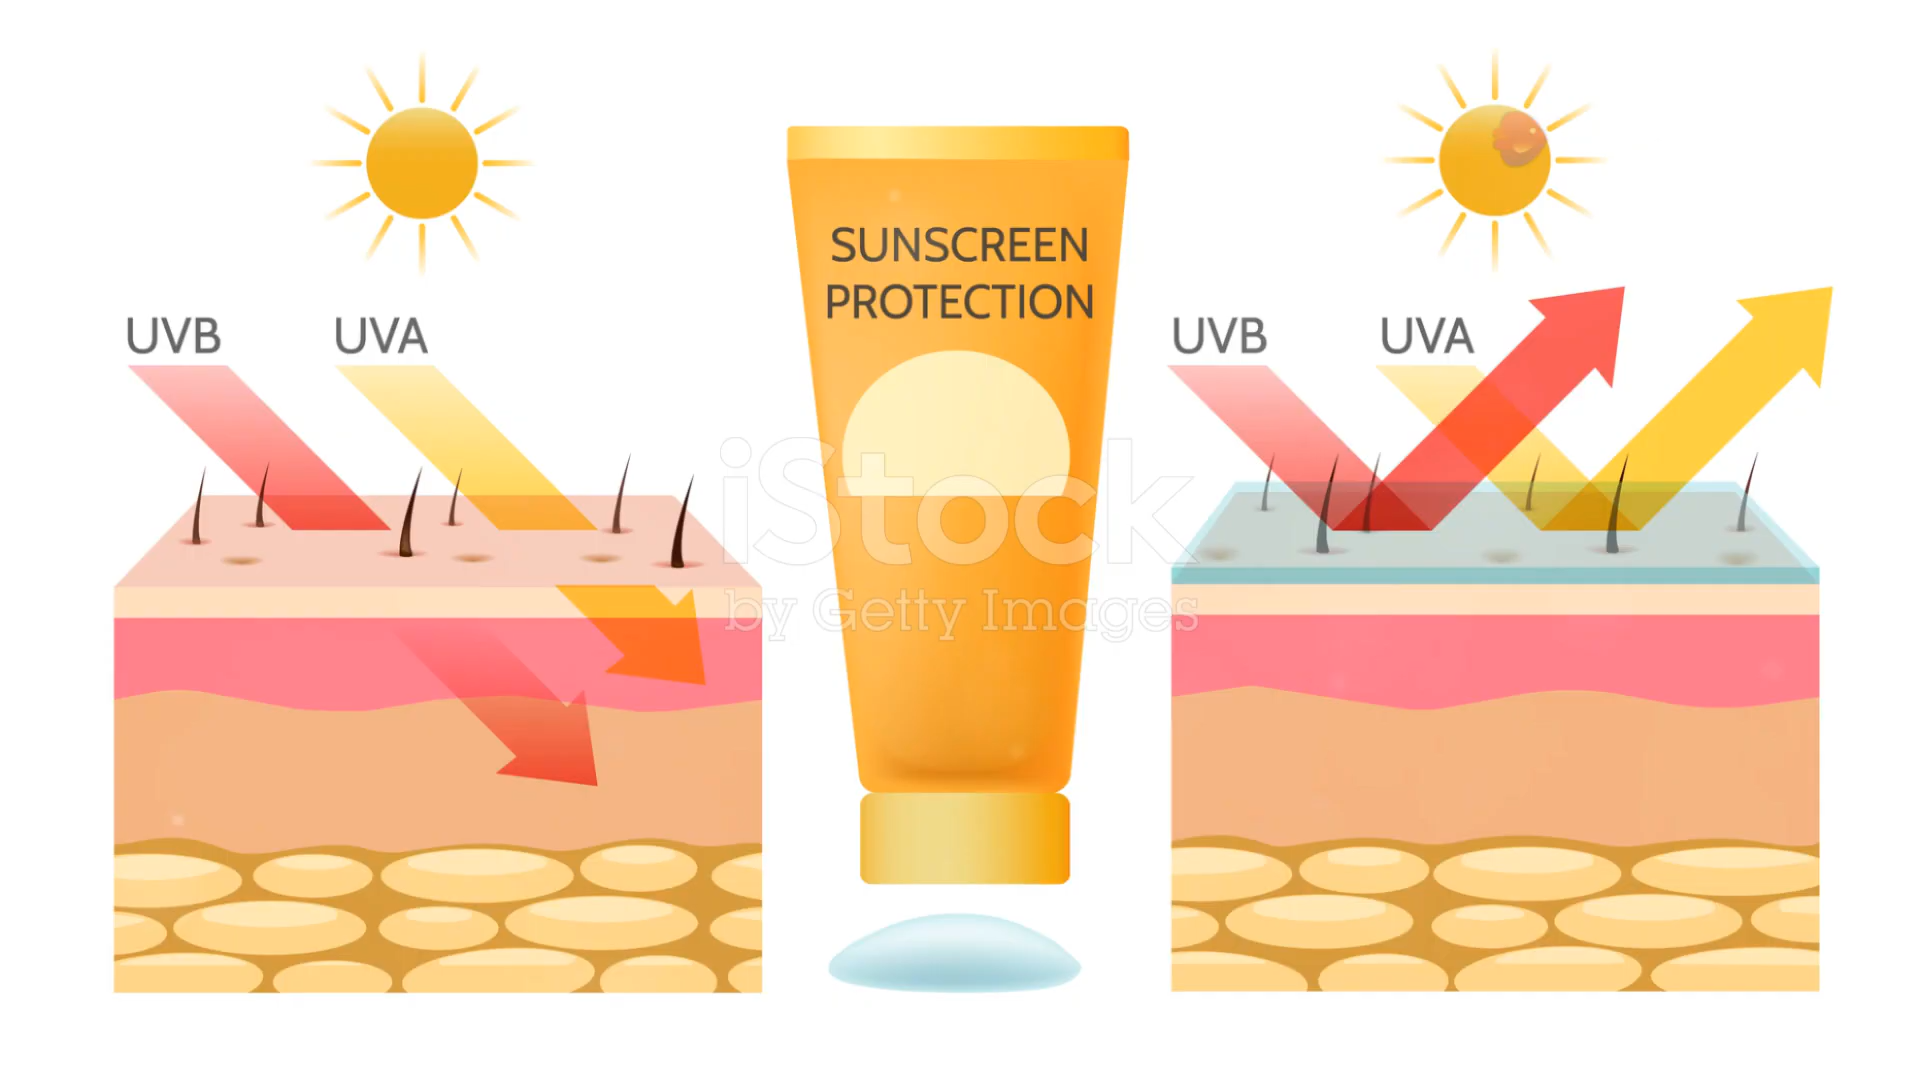 UVB
UVA
SUNSCREEN
PROTECTION
UVB
UVA
iStock
by Getty Images